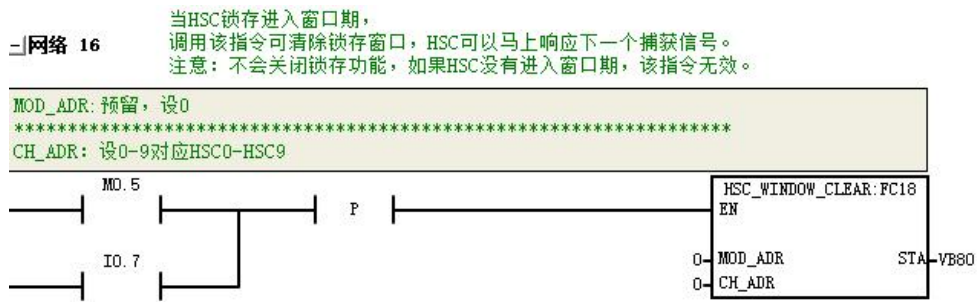 当HSC锁存进入窗口期，
网络 16
调用该指令可清除锁存窗口，HSC可以马上响应下一个捕获信号。
注意：不会关闭锁存功能，如果HSC没有进入窗口期，该指令无效。
MOD_ADR:预留，设0
*******************************************************************
CH_ADR：设0-9对应HSC0-HSC9
M0.5
HSC_WINDOW_CLEAR:FC18
P
EN
I0.7
0 MOD_ADR STA VB80
0 CH_ADR